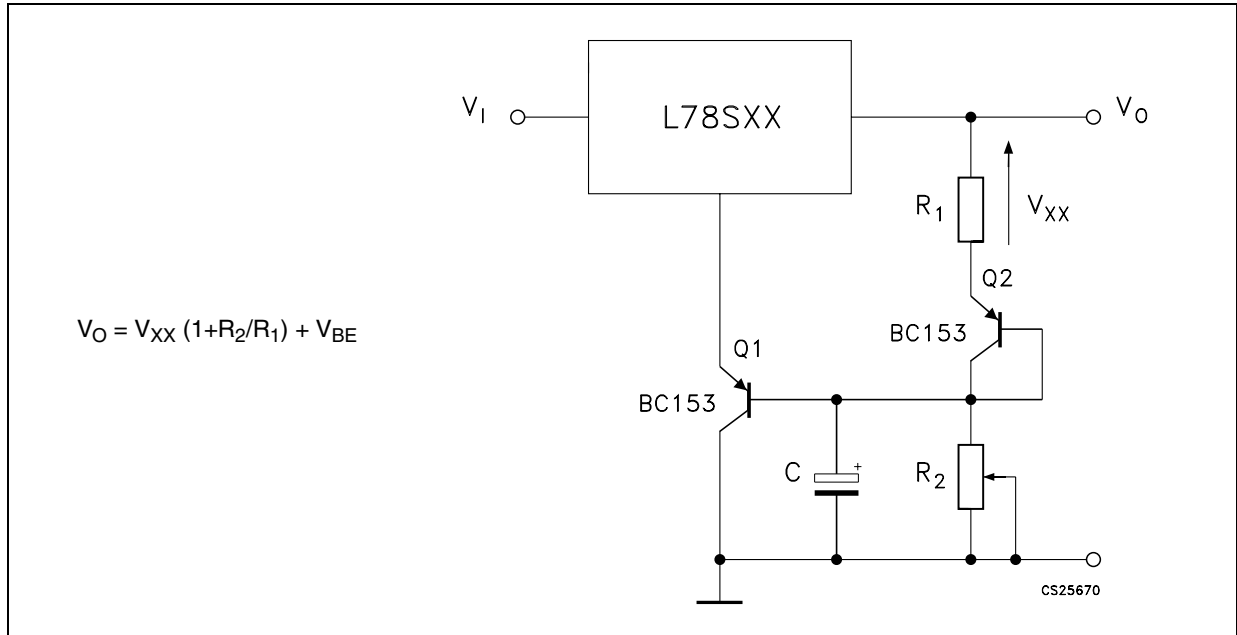 L78SXX
V_I
V_O
R_1
V_XX
Q2
BC153
V_O = V_XX (1+R_2/R_1) + V_BE
Q1
BC153
+
C
R_2
CS25670